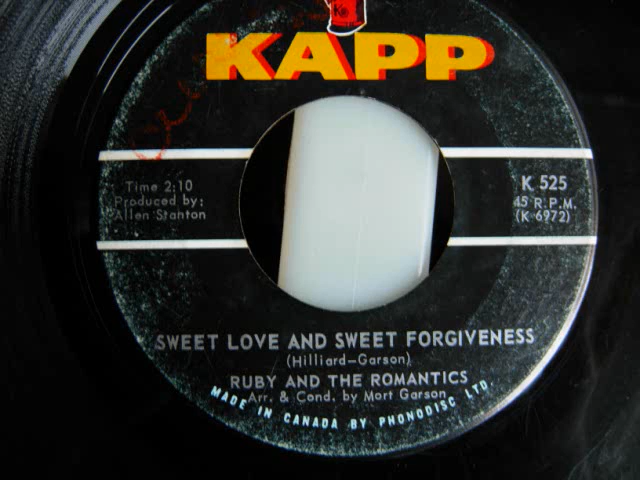 KAPP
Time 2:10
Produced by:
Allen Stanton
K 525
45 R.P.M.
(K 6972)
SWEET LOVE AND SWEET FORGIVENESS
(Hilliard-Garson)
RUBY AND THE ROMANTICS
Arr. & Cond. by Mort Garson
MADE IN CANADA BY PHONODISC LTD.